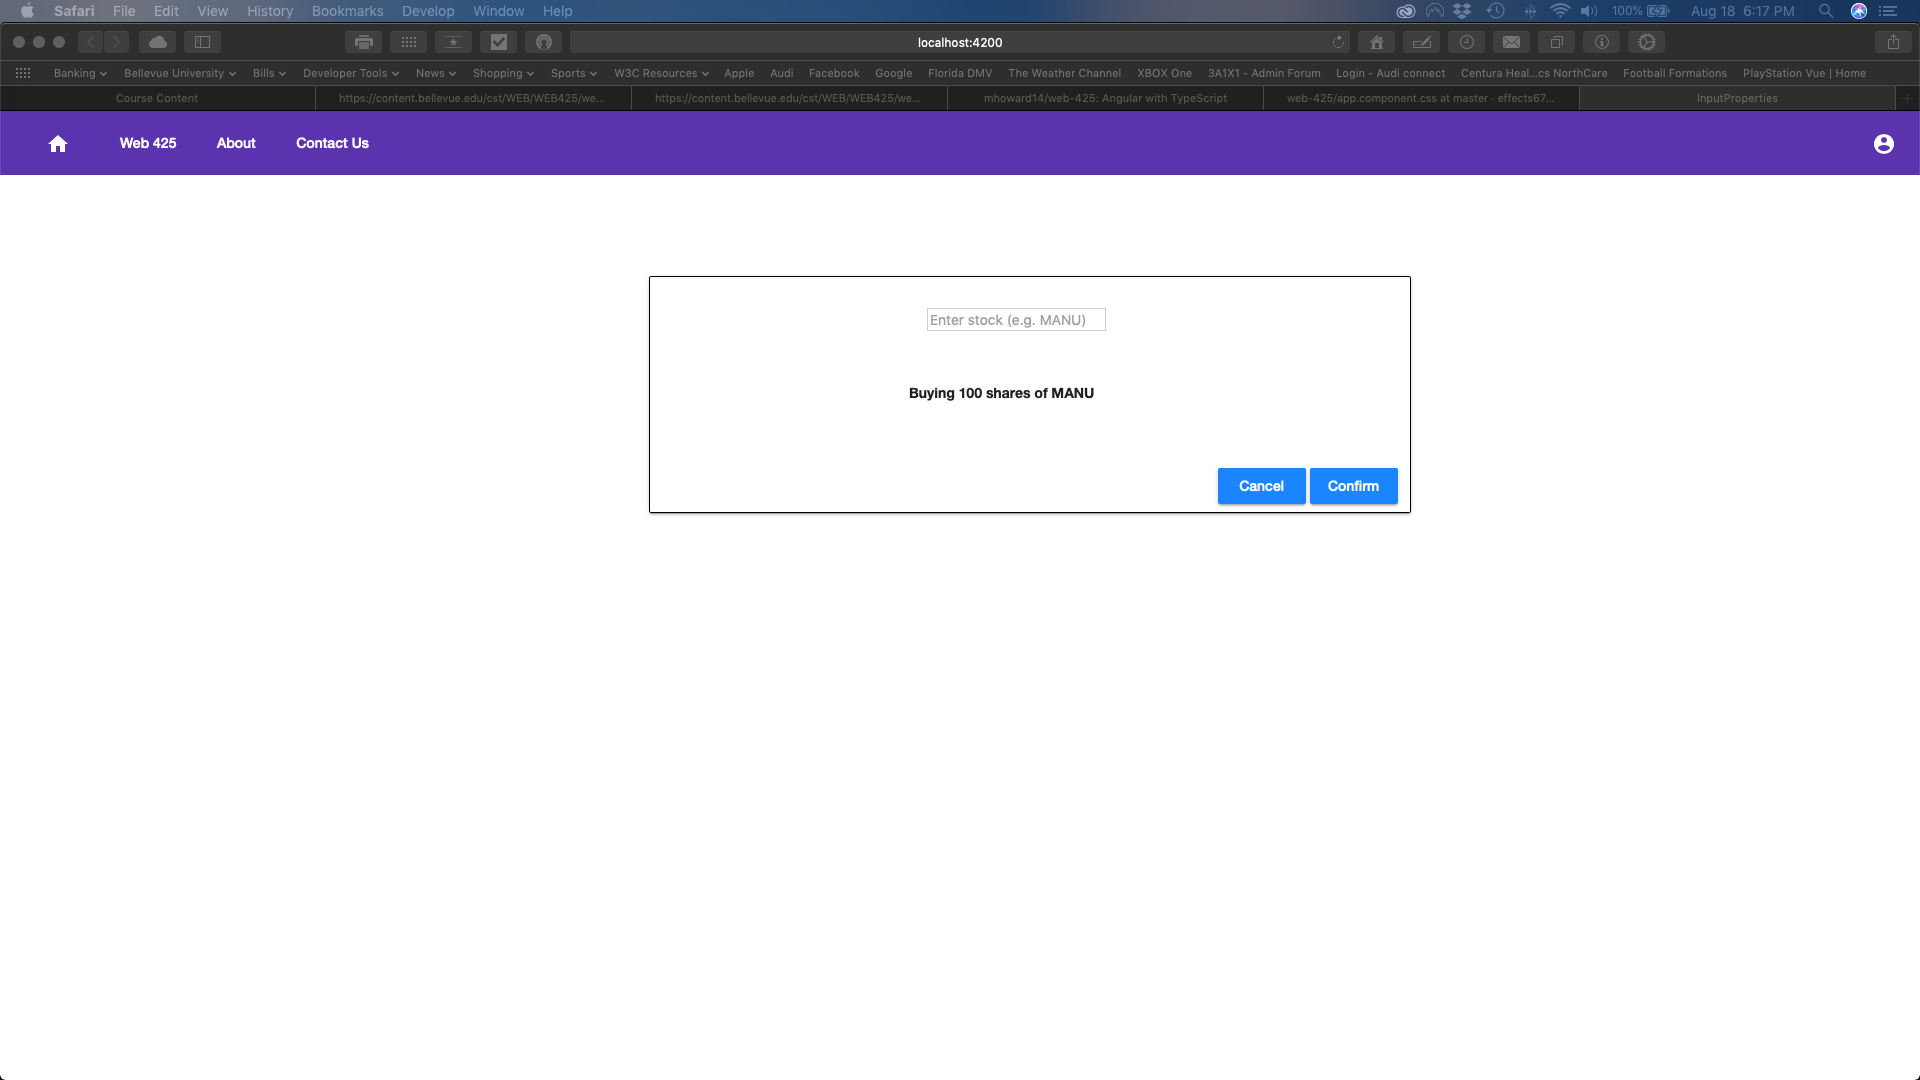 Safari File Edit View History Bookmarks Develop Window Help 100% Aug 18 6:17 PM
localhost:4200
Banking Bellevue University Bills Developer Tools News Shopping Sports W3C Resources Apple Audi Facebook Google Florida DMV The Weather Channel XBOX One 3A1X1 - Admin Forum Login - Audi connect Centura Heal...cs NorthCare Football Formations PlayStation Vue | Home
Course Content https://content.bellevue.edu/cst/WEB/WEB425/we... https://content.bellevue.edu/cst/WEB/WEB425/we... mhoward14/web-425: Angular with TypeScript web-425/app.component.css at master · effects67... InputProperties
Web 425 About Contact Us
Enter stock (e.g. MANU)
Buying 100 shares of MANU
Cancel Confirm